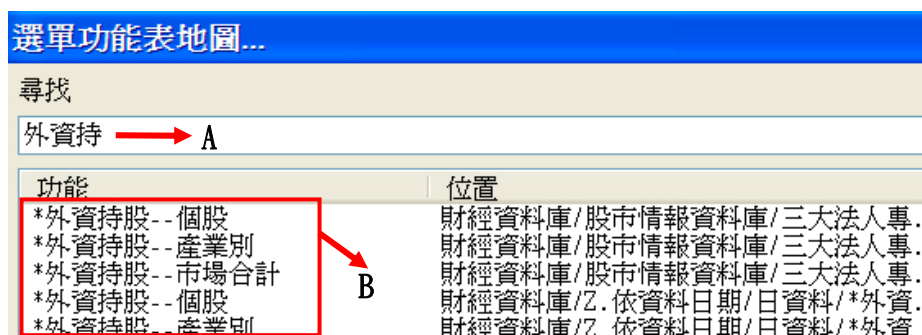 選單功能表地圖...
尋找
外資持 A
功能 位置
*外資持股--個股 財經資料庫/股市情報資料庫/三大法人專.
*外資持股--產業別 財經資料庫/股市情報資料庫/三大法人專.
*外資持股--市場合計 財經資料庫/股市情報資料庫/三大法人專.
B
*外資持股--個股 財經資料庫/Z.依資料日期/日資料/*外資.
*外資持股--產業別 財經資料庫/Z.依資料日期/日資料/*外資